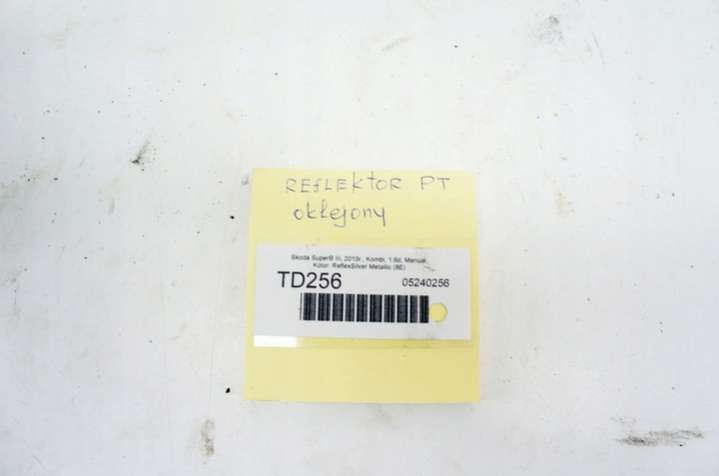 REFLEKTOR PT
oklejony
Skoda SuperB III, 2019r., Kombi, 1.6d, Manual,
Kolor: ReflexSilver Metallic (8E)
TD256
05240256